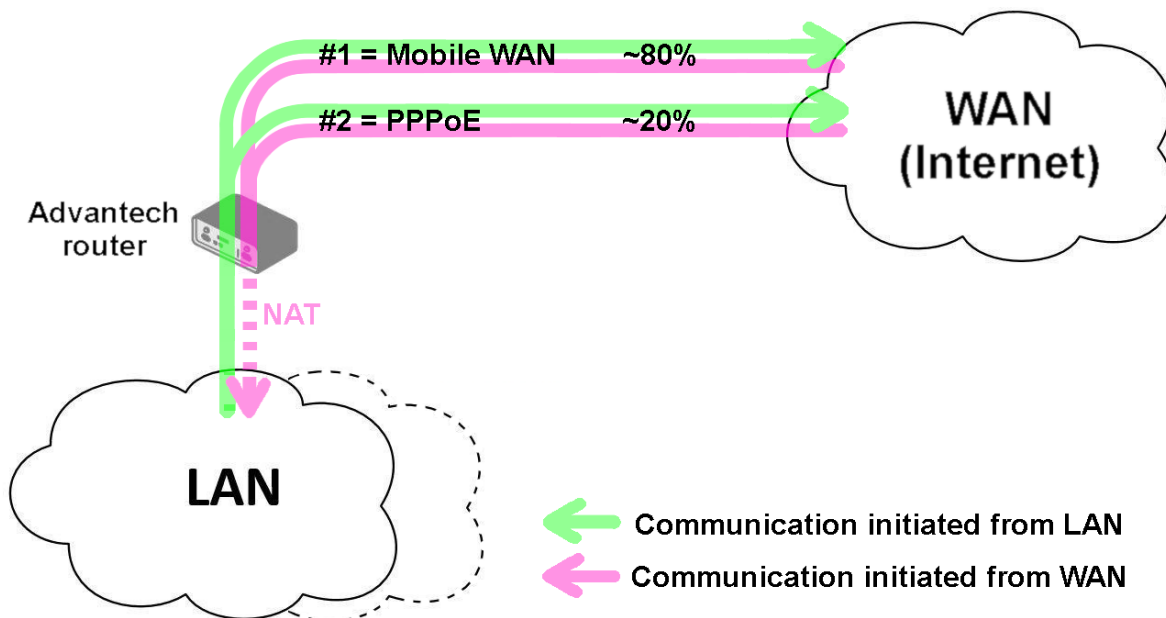 #1 = Mobile WAN ~80%
#2 = PPPoE ~20%
WAN
(Internet)
Advantech
router
NAT
LAN
Communication initiated from LAN
Communication initiated from WAN